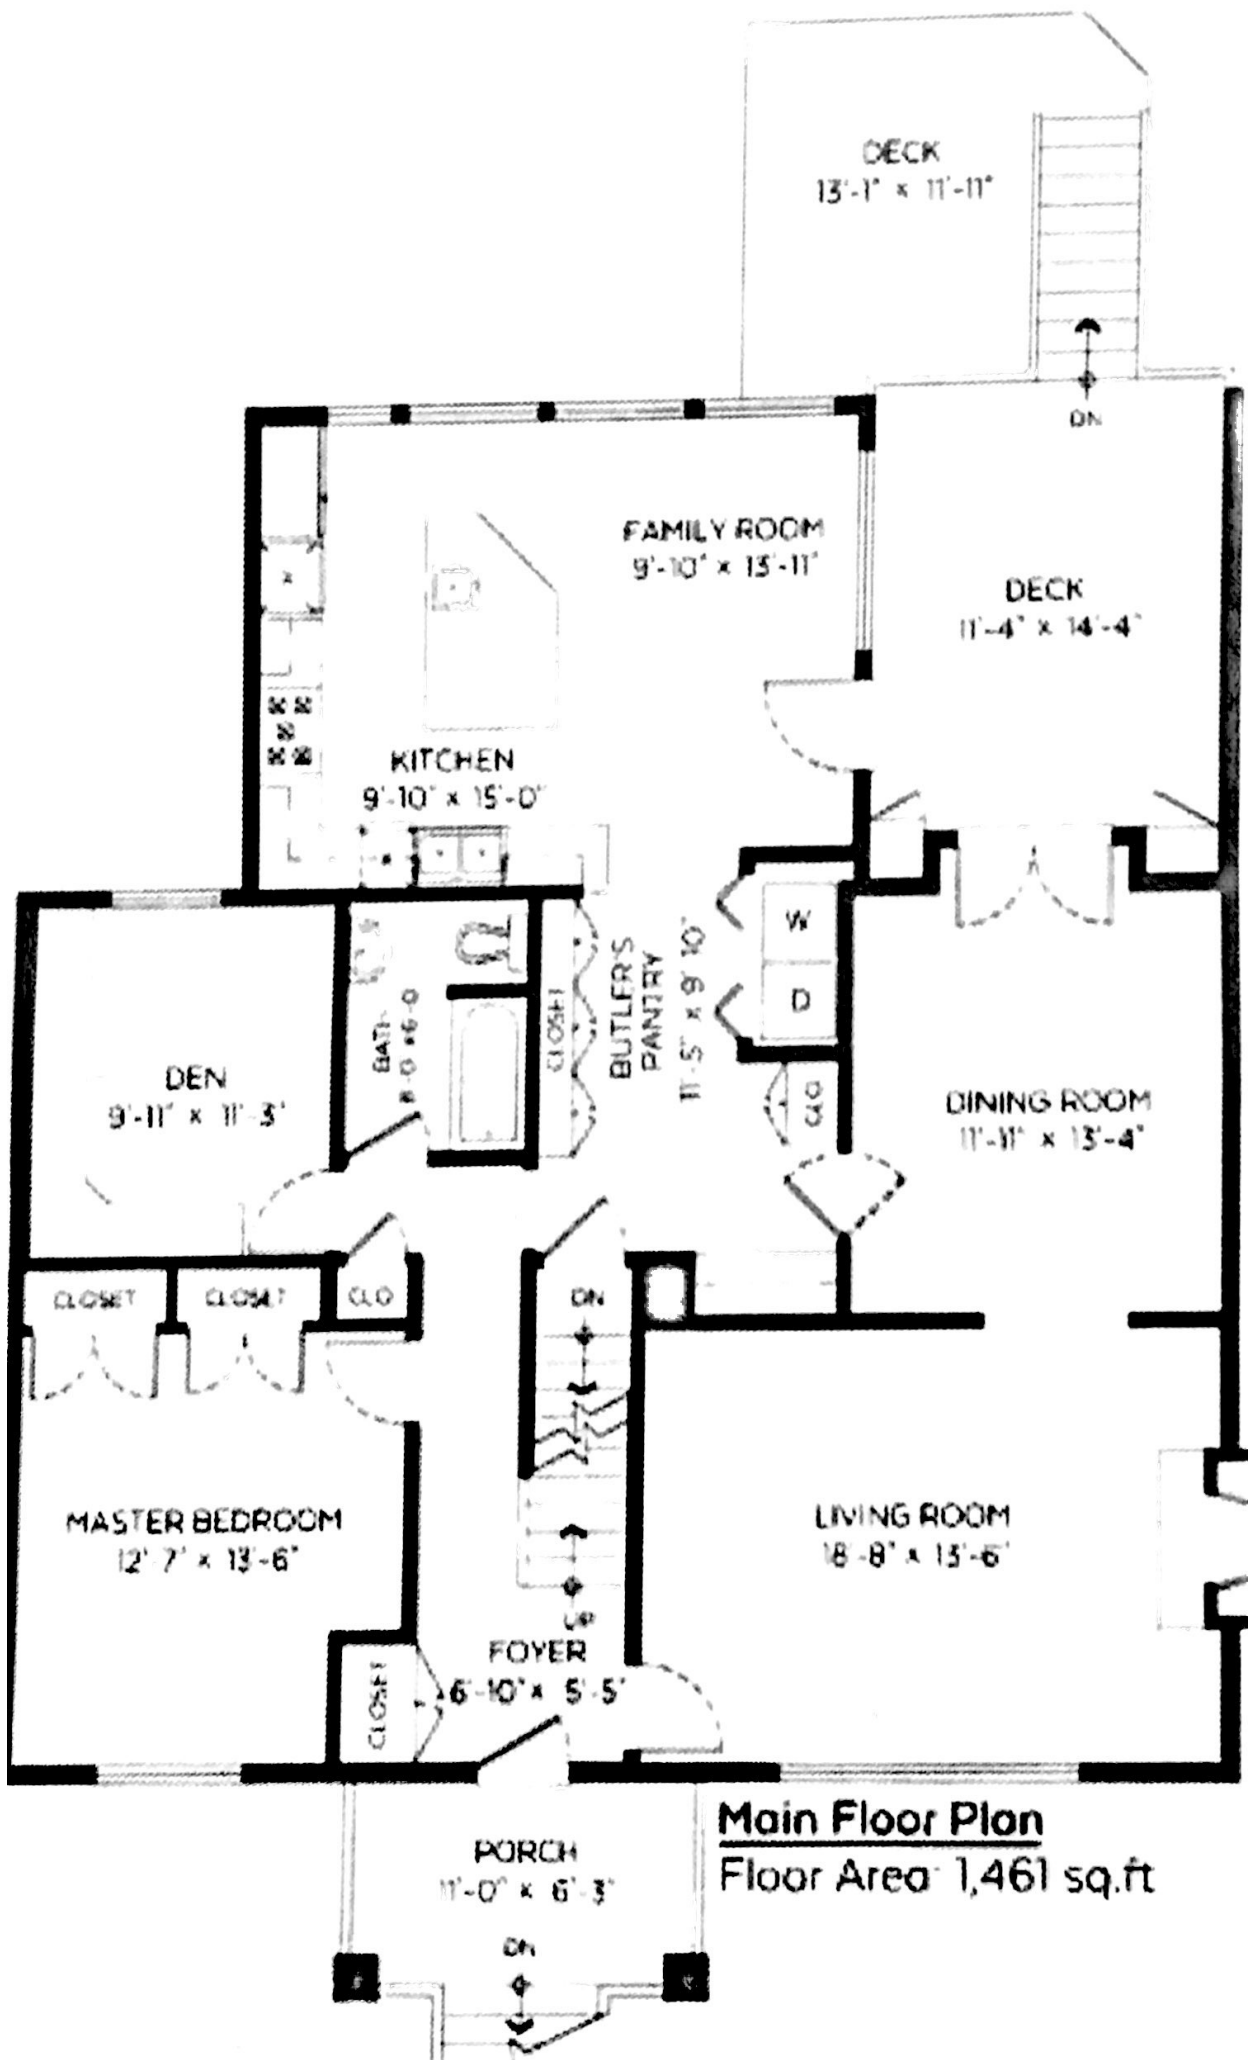 DECK
13'-1" x 11'-11"
DN
FAMILY ROOM
9'-10" x 13'-11"
DECK
11'-4" x 14'-4"
KITCHEN
9'-10" x 15'-0"
W
D
BUTLER'S
PANTRY
11'-5" x 9'10"
CLOSET
BATH
CLO
DEN
9'-11" x 11'-3"
DINING ROOM
11'-11" x 13'-4"
CLOSET
CLOSET
CLO
DN
MASTER BEDROOM
12'-7" x 13'-6"
LIVING ROOM
18'-8" x 13'-6"
UP
FOYER
6'-10" x 5'-5"
CLOSET
Main Floor Plan
Floor Area 1,461 sq.ft
PORCH
11'-0" x 6'-3"
DN